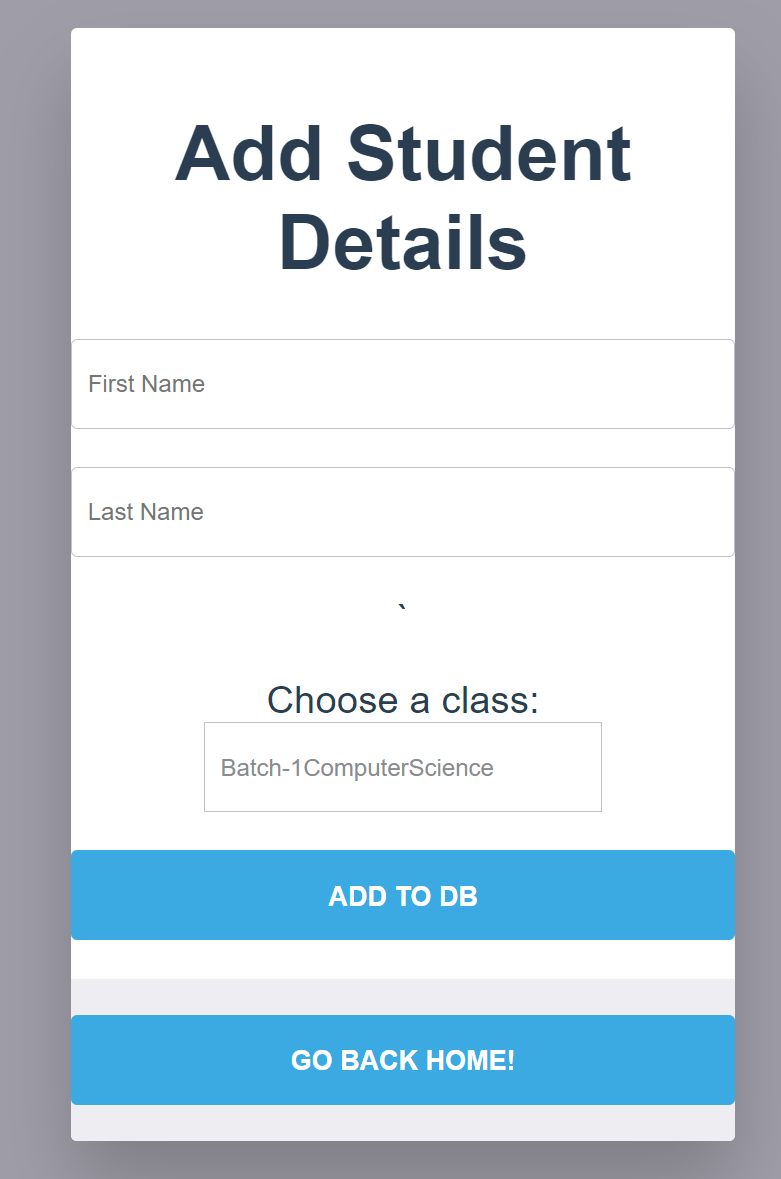 Add Student
Details
First Name
Last Name
`
Choose a class:
Batch-1ComputerScience
ADD TO DB
GO BACK HOME!